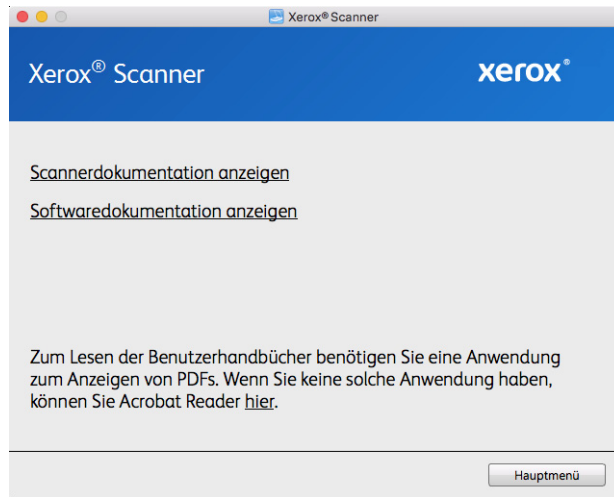 Xerox® Scanner
Xerox® Scanner
xerox®
Scannerdokumentation anzeigen
Softwaredokumentation anzeigen
Zum Lesen der Benutzerhandbücher benötigen Sie eine Anwendung
zum Anzeigen von PDFs. Wenn Sie keine solche Anwendung haben,
können Sie Acrobat Reader hier.
Hauptmenü